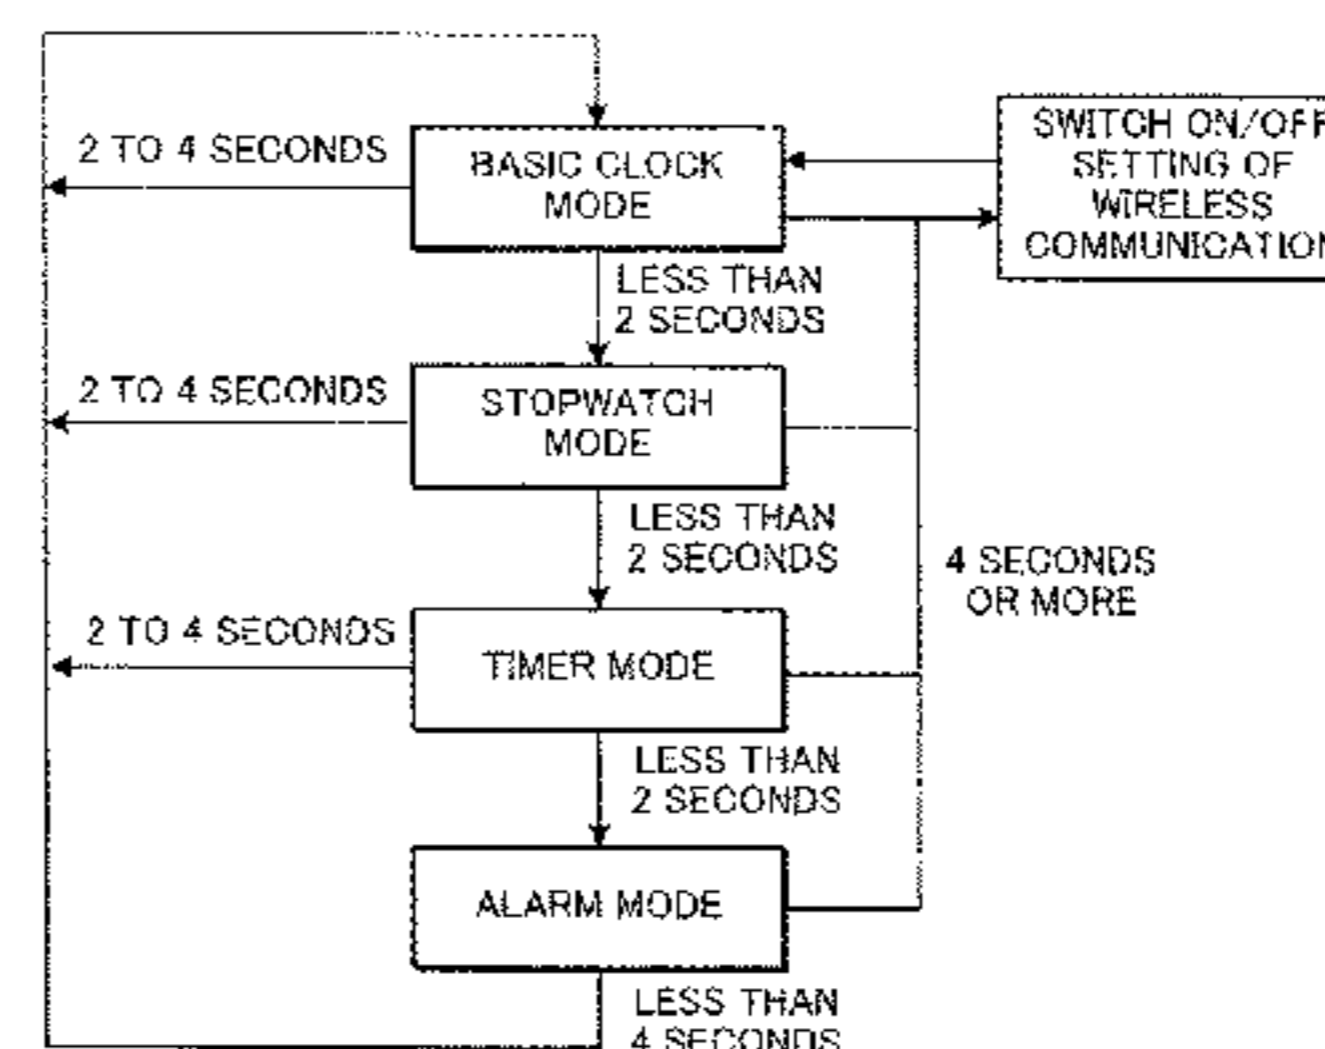 2 TO 4 SECONDS
BASIC CLOCK
MODE
SWITCH ON/OFF
SETTING OF
WIRELESS
COMMUNICATION
LESS THAN
2 SECONDS
2 TO 4 SECONDS
STOPWATCH
MODE
LESS THAN
2 SECONDS
4 SECONDS
OR MORE
2 TO 4 SECONDS
TIMER MODE
LESS THAN
2 SECONDS
ALARM MODE
LESS THAN
4 SECONDS